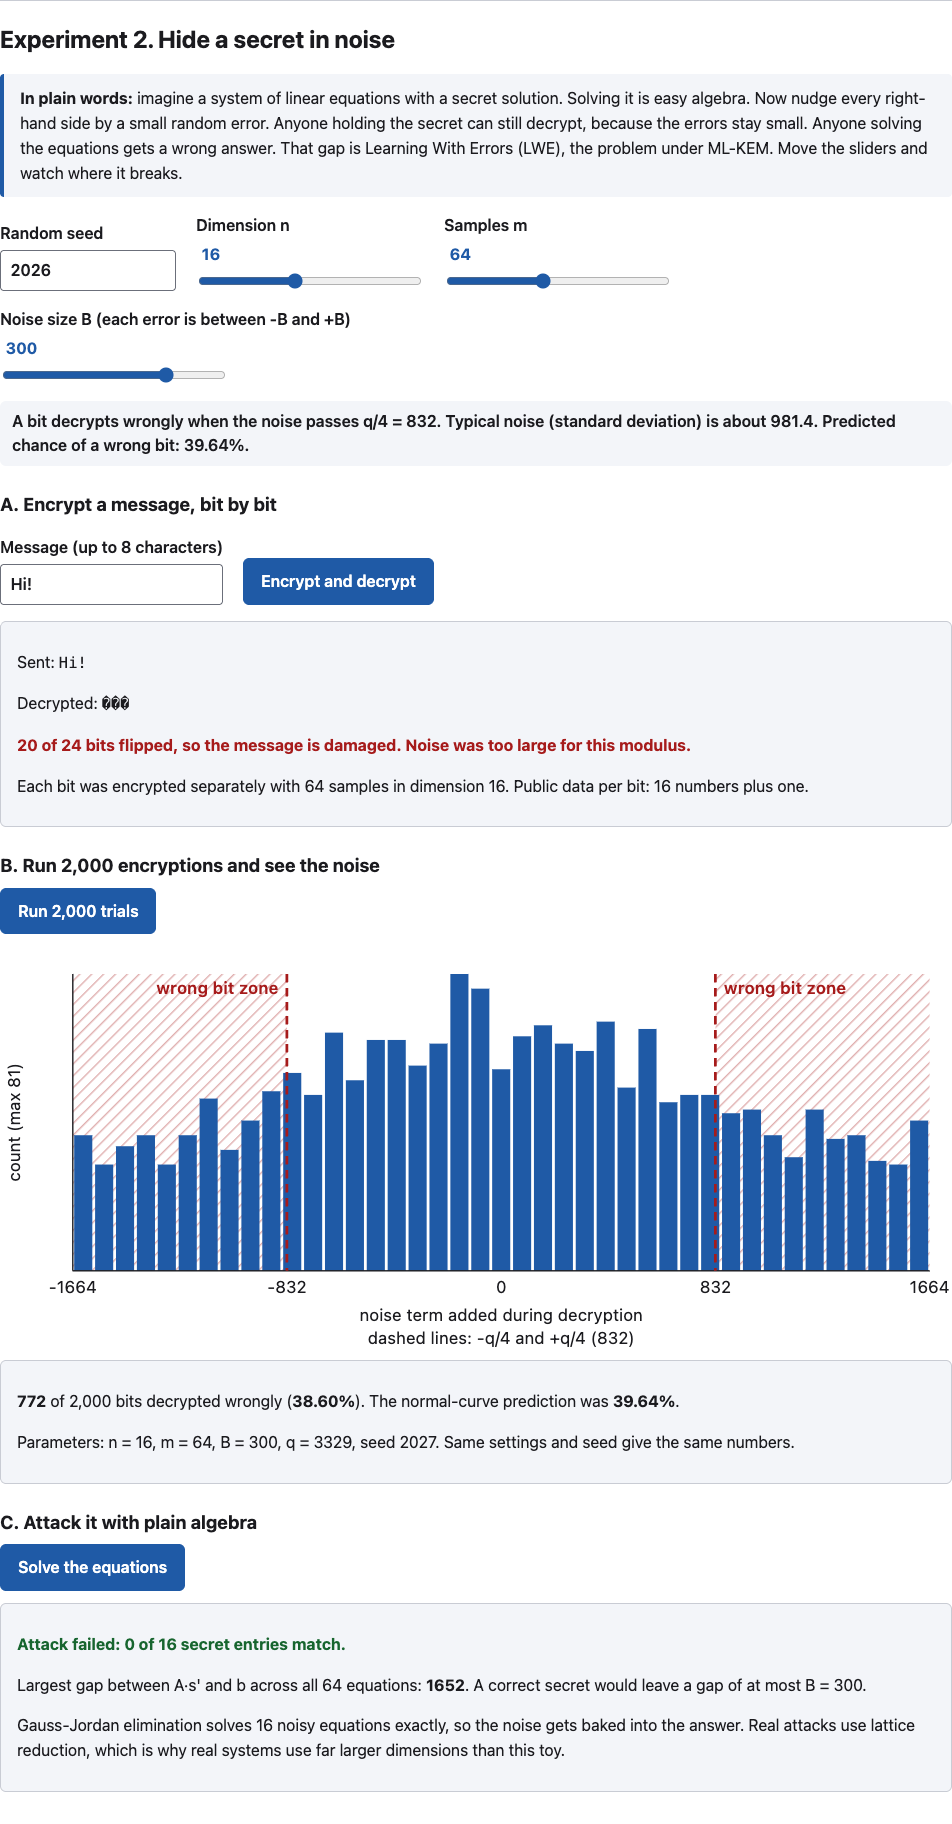 Experiment 2. Hide a secret in noise
In plain words: imagine a system of linear equations with a secret solution. Solving it is easy algebra. Now nudge every right-
hand side by a small random error. Anyone holding the secret can still decrypt, because the errors stay small. Anyone solving
the equations gets a wrong answer. That gap is Learning With Errors (LWE), the problem under ML-KEM. Move the sliders and
watch where it breaks.
Random seed
2026
Dimension n
16
Samples m
64
Noise size B (each error is between -B and +B)
300
A bit decrypts wrongly when the noise passes q/4 = 832. Typical noise (standard deviation) is about 981.4. Predicted
chance of a wrong bit: 39.64%.
A. Encrypt a message, bit by bit
Message (up to 8 characters)
Hi!
Encrypt and decrypt
Sent: Hi!
Decrypted: ���
20 of 24 bits flipped, so the message is damaged. Noise was too large for this modulus.
Each bit was encrypted separately with 64 samples in dimension 16. Public data per bit: 16 numbers plus one.
B. Run 2,000 encryptions and see the noise
Run 2,000 trials
wrong bit zone
wrong bit zone
count (max 81)
-1664
-832
0
832
1664
noise term added during decryption
dashed lines: -q/4 and +q/4 (832)
772 of 2,000 bits decrypted wrongly (38.60%). The normal-curve prediction was 39.64%.
Parameters: n = 16, m = 64, B = 300, q = 3329, seed 2027. Same settings and seed give the same numbers.
C. Attack it with plain algebra
Solve the equations
Attack failed: 0 of 16 secret entries match.
Largest gap between A·s' and b across all 64 equations: 1652. A correct secret would leave a gap of at most B = 300.
Gauss-Jordan elimination solves 16 noisy equations exactly, so the noise gets baked into the answer. Real attacks use lattice
reduction, which is why real systems use far larger dimensions than this toy.